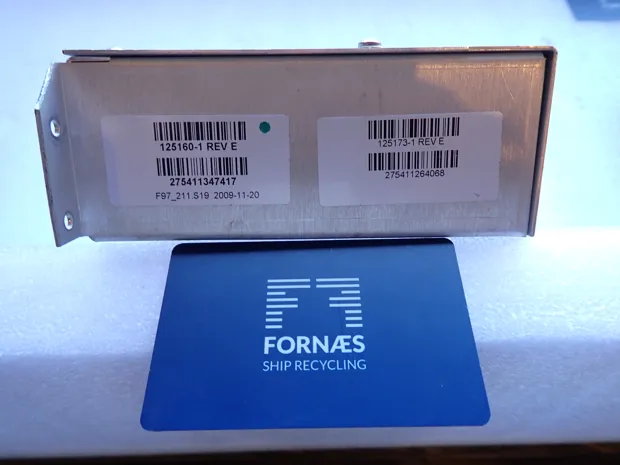 125160-1 REV E
275411347417
F97_211.S19 2009-11-20
125173-1 REV E
275411264068
FORNÆS
SHIP RECYCLING